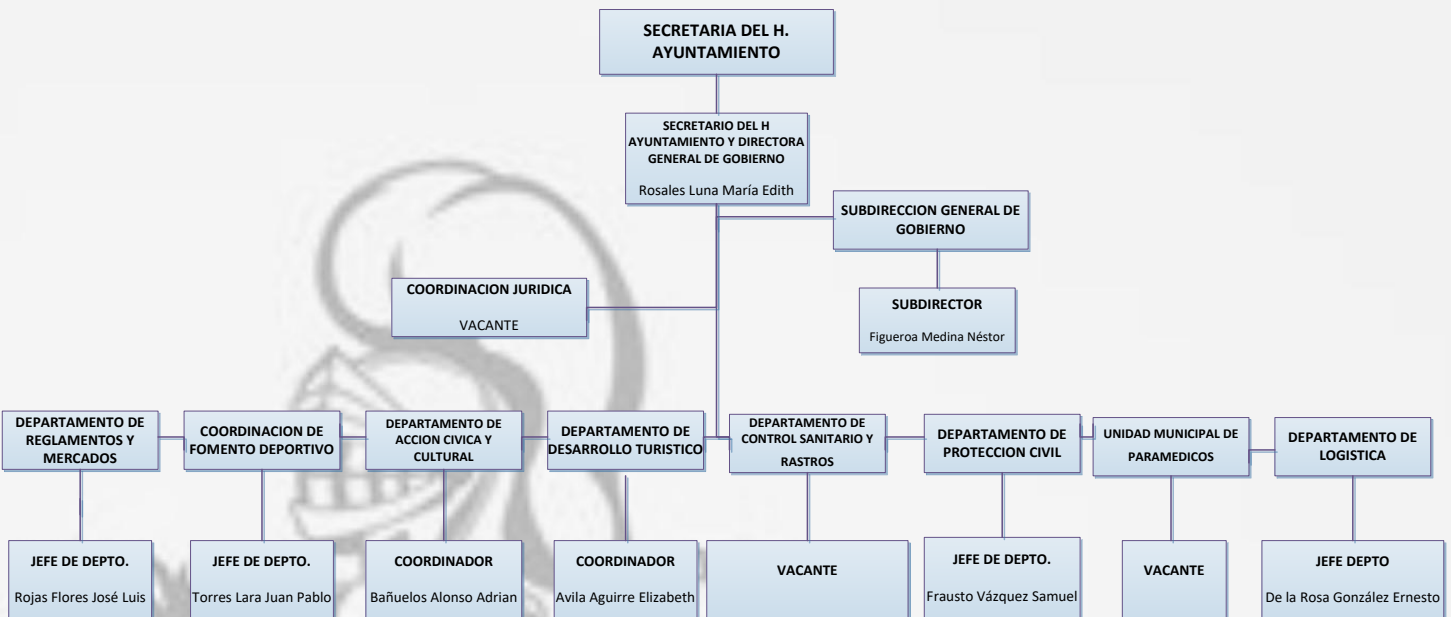 SECRETARIA DEL H.
AYUNTAMIENTO
SECRETARIO DEL H
AYUNTAMIENTO Y DIRECTORA
GENERAL DE GOBIERNO
Rosales Luna María Edith
SUBDIRECCION GENERAL DE
GOBIERNO
COORDINACION JURIDICA
VACANTE
SUBDIRECTOR
Figueroa Medina Néstor
DEPARTAMENTO DE
REGLAMENTOS Y
MERCADOS
COORDINACION DE
FOMENTO DEPORTIVO
DEPARTAMENTO DE
ACCION CIVICA Y
CULTURAL
DEPARTAMENTO DE
DESARROLLO TURISTICO
DEPARTAMENTO DE
CONTROL SANITARIO Y
RASTROS
DEPARTAMENTO DE
PROTECCION CIVIL
UNIDAD MUNICIPAL DE
PARAMEDICOS
DEPARTAMENTO DE
LOGISTICA
JEFE DE DEPTO.
Rojas Flores José Luis
JEFE DE DEPTO.
Torres Lara Juan Pablo
COORDINADOR
Bañuelos Alonso Adrian
COORDINADOR
Avila Aguirre Elizabeth
VACANTE
JEFE DE DEPTO.
Frausto Vázquez Samuel
VACANTE
JEFE DEPTO
De la Rosa González Ernesto